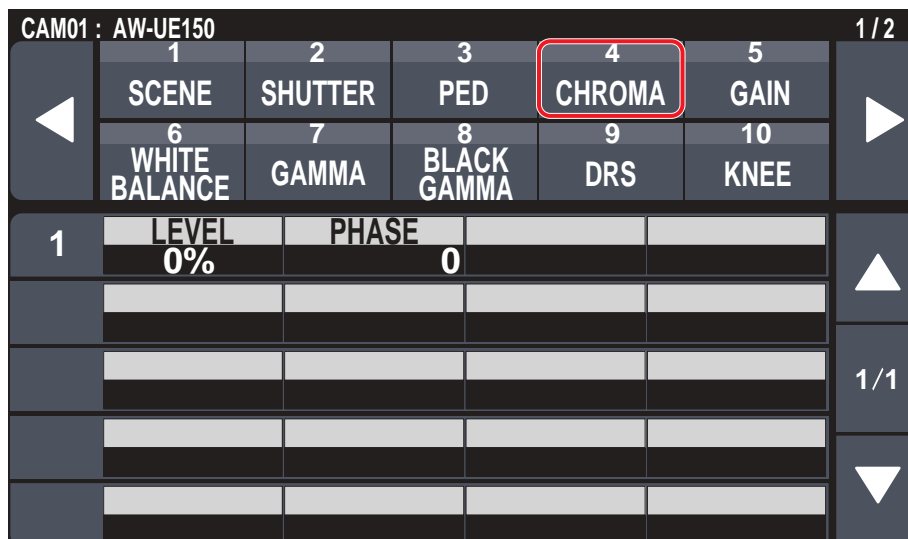 CAM01 : AW-UE150 1 / 2
1 2 3 4 5
SCENE SHUTTER PED CHROMA GAIN
6 7 8 9 10
WHITE BALANCE GAMMA BLACK GAMMA DRS KNEE
1 LEVEL PHASE
0% 0
1/1